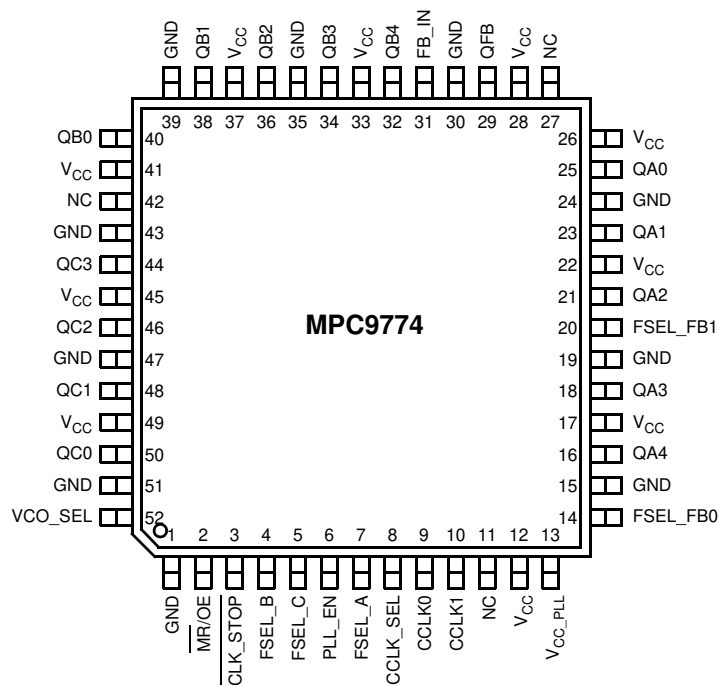 GND QB1 VCC QB2 GND QB3 VCC QB4 FB_IN GND QFB VCC NC
39 38 37 36 35 34 33 32 31 30 29 28 27
QB0 40 26 VCC
VCC 41 25 QA0
NC 42 24 GND
GND 43 23 QA1
QC3 44 22 VCC
VCC 45 21 QA2
QC2 46 MPC9774 20 FSEL_FB1
GND 47 19 GND
QC1 48 18 QA3
VCC 49 17 VCC
QC0 50 16 QA4
GND 51 15 GND
VCO_SEL 52 14 FSEL_FB0
1 2 3 4 5 6 7 8 9 10 11 12 13
GND MR/OE CLK_STOP FSEL_B FSEL_C PLL_EN FSEL_A CCLK_SEL CCLK0 CCLK1 NC VCC VCC_PLL